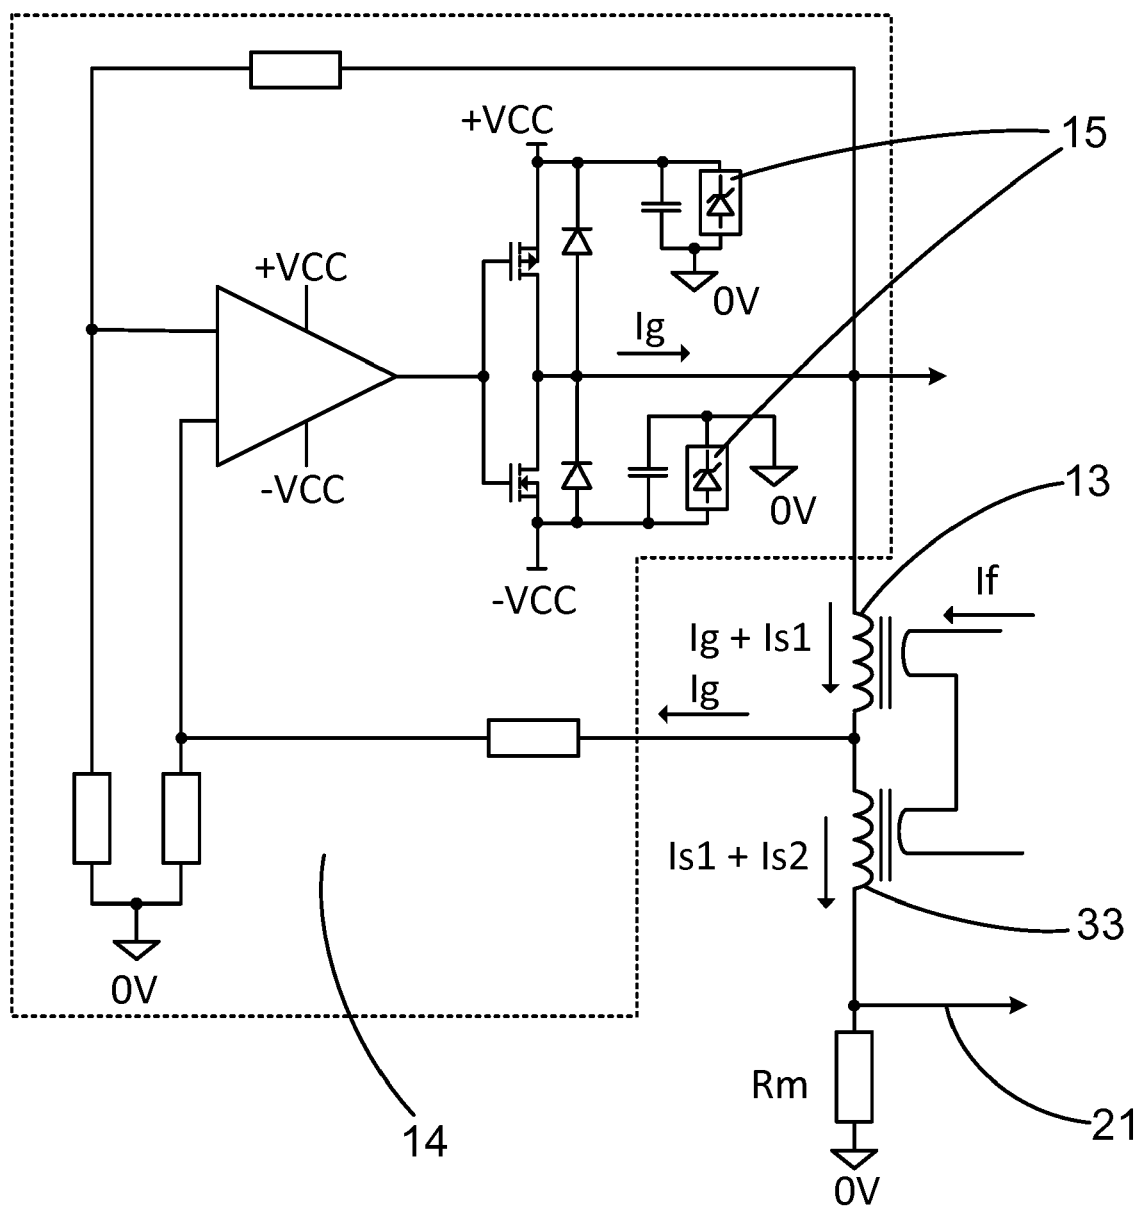 +VCC
15
+VCC
0V
Ig
-VCC
13
0V
-VCC
If
Ig + Is1
Ig
Is1 + Is2
33
0V
Rm
21
14
0V